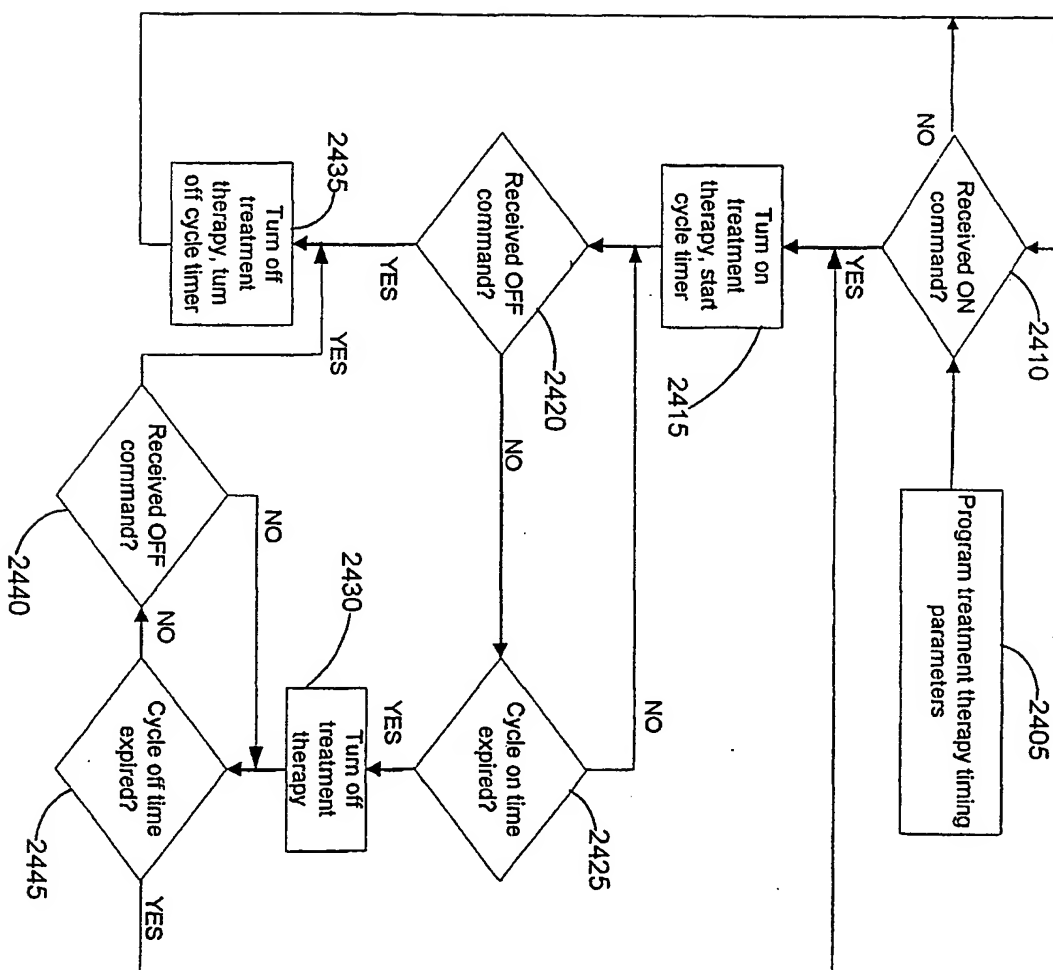 Program treatment therapy timing
parameters
2405
Received ON
command?
2410
NO
YES
Turn on
treatment
therapy, start
cycle timer
2415
Received OFF
command?
2420
NO
YES
Cycle on time
expired?
2425
NO
YES
Turn off
treatment
therapy
2430
Turn off
treatment
therapy, turn
off cycle timer
2435
YES
Received OFF
command?
2440
NO
NO
Cycle off time
expired?
2445
YES